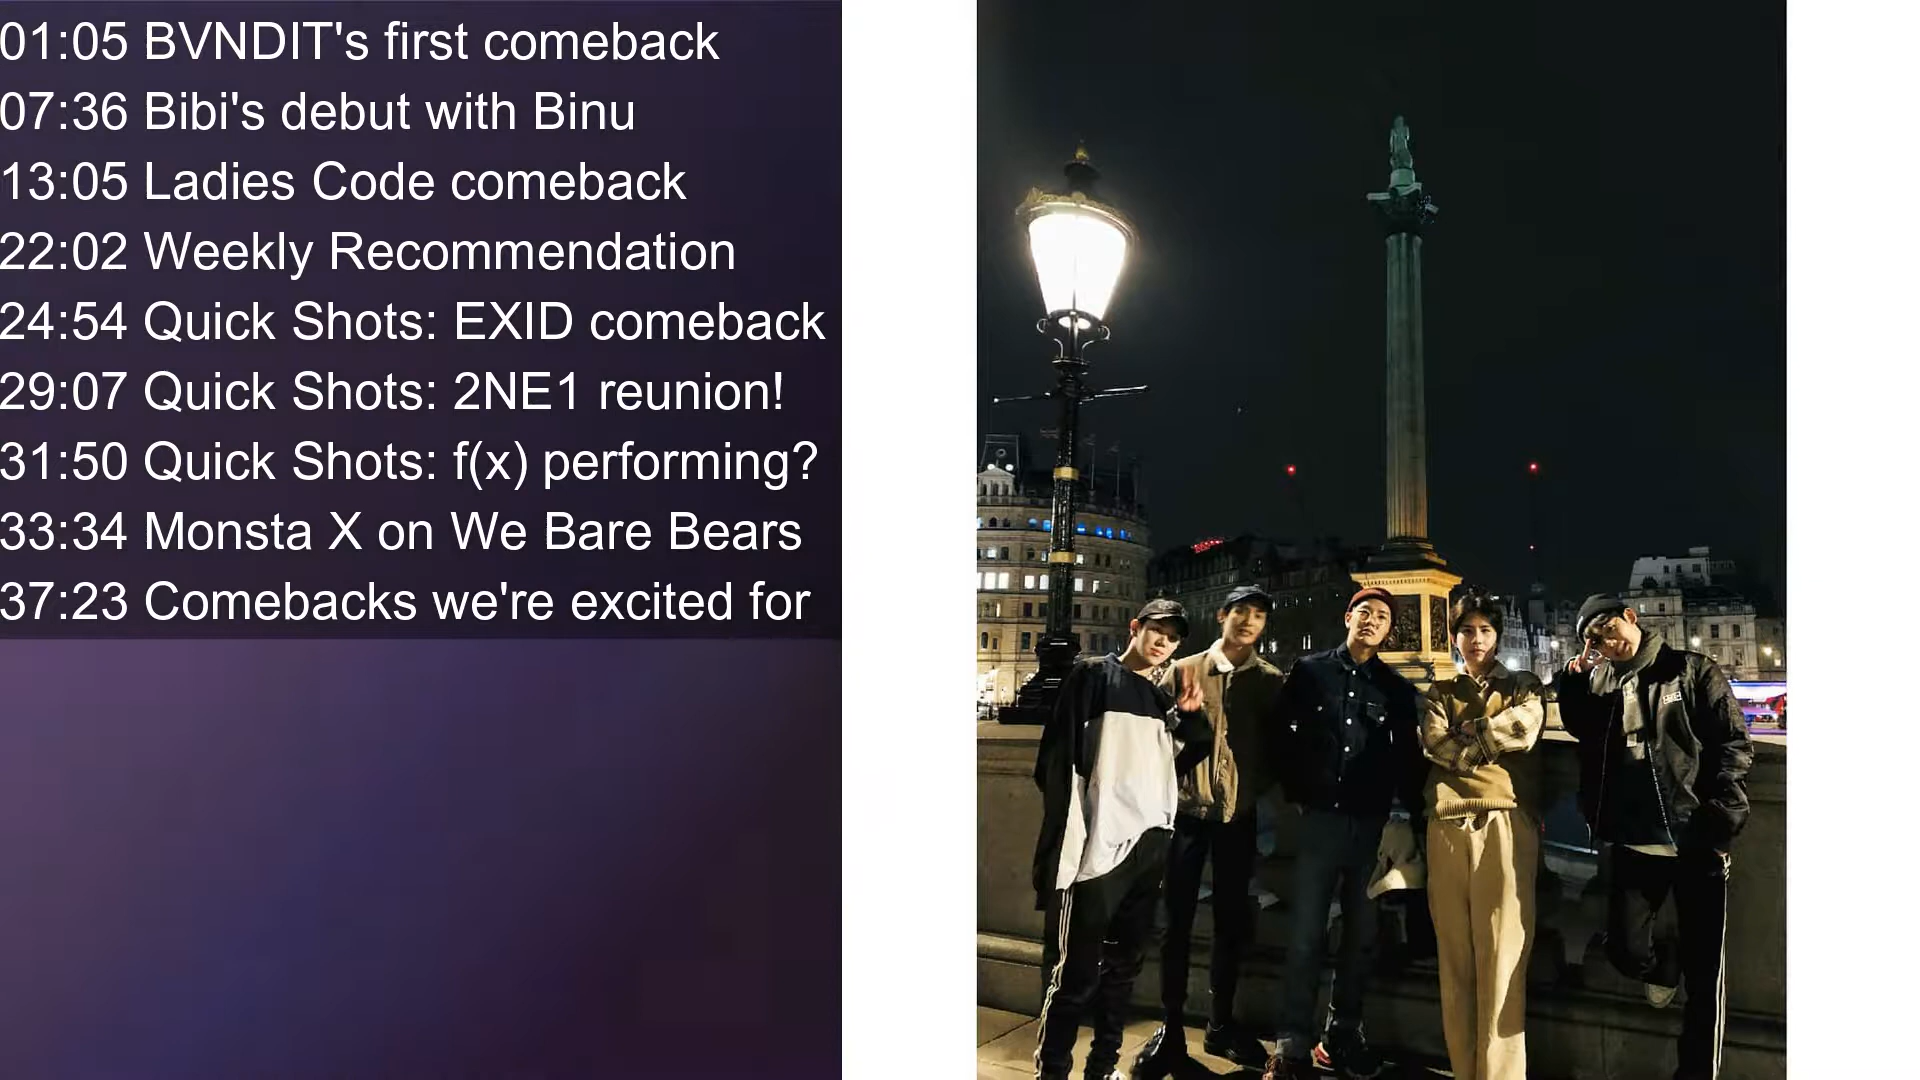 01:05 BVNDIT's first comeback
07:36 Bibi's debut with Binu
13:05 Ladies Code comeback
22:02 Weekly Recommendation
24:54 Quick Shots: EXID comeback
29:07 Quick Shots: 2NE1 reunion!
31:50 Quick Shots: f(x) performing?
33:34 Monsta X on We Bare Bears
37:23 Comebacks we're excited for